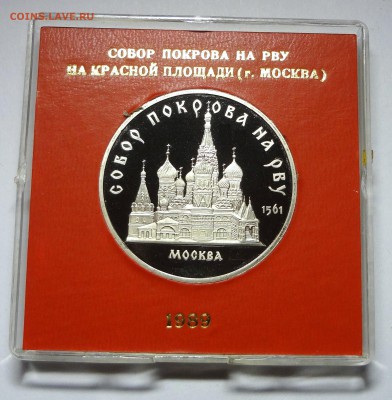 COINS.LAVE.RU
СОБОР ПОКРОВА НА РВУ
НА КРАСНОЙ ПЛОЩАДИ (г. МОСКВА)
СОБОР ПОКРОВА НА РВУ
1561
МОСКВА
1989